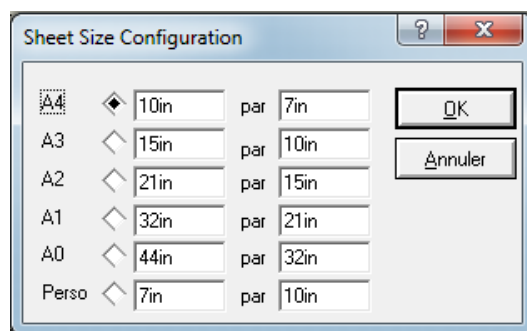 Sheet Size Configuration
A4 10in par 7in OK
A3 15in par 10in Annuler
A2 21in par 15in
A1 32in par 21in
A0 44in par 32in
Perso 7in par 10in